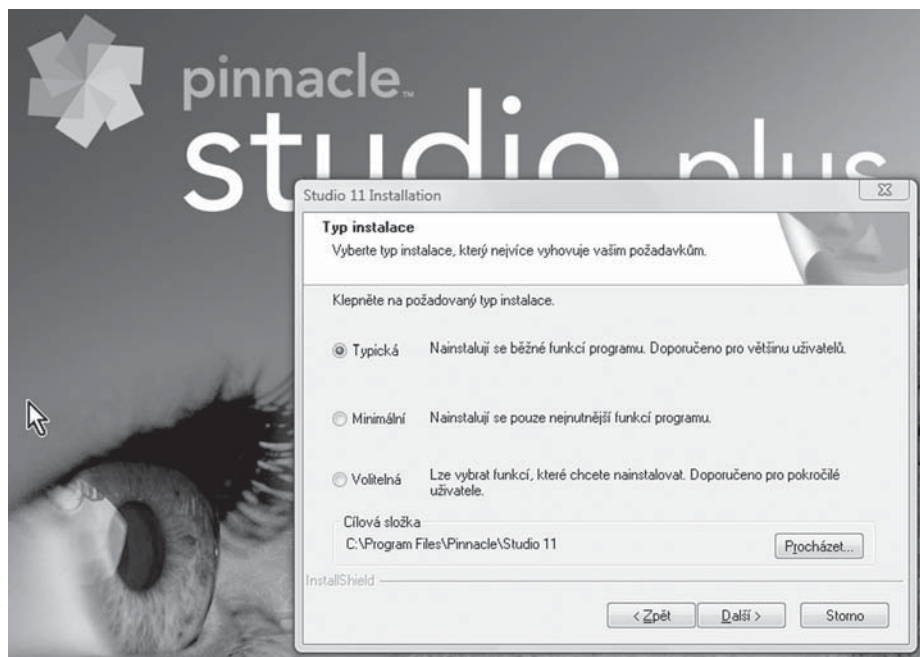 pinnacle™
studio plus
Studio 11 Installation
Typ instalace
Vyberte typ instalace, který nejvíce vyhovuje vašim požadavkům.
Klepněte na požadovaný typ instalace.
Typická Nainstalují se běžné funkcí programu. Doporučeno pro většinu uživatelů.
Minimální Nainstalují se pouze nejnutnější funkcí programu.
Volitelná Lze vybrat funkcí, které chcete nainstalovat. Doporučeno pro pokročilé
uživatele.
Cílová složka
C:\Program Files\Pinnacle\Studio 11
Procházet...
InstallShield
< Zpět Další > Storno